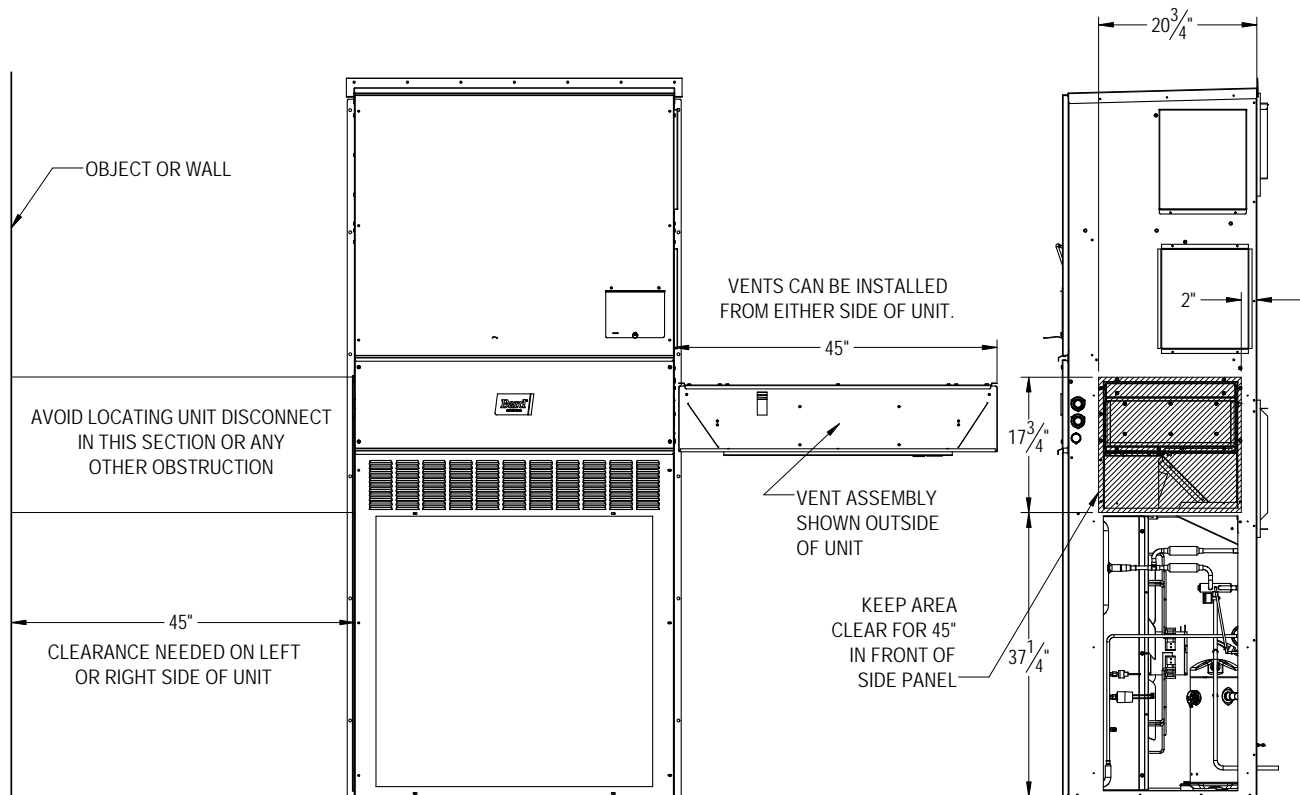 20 3/4"
OBJECT OR WALL
VENTS CAN BE INSTALLED
FROM EITHER SIDE OF UNIT.
2"
45"
AVOID LOCATING UNIT DISCONNECT
IN THIS SECTION OR ANY
OTHER OBSTRUCTION
Bard
17 3/4"
VENT ASSEMBLY
SHOWN OUTSIDE
OF UNIT
KEEP AREA
CLEAR FOR 45"
IN FRONT OF
SIDE PANEL
45"
CLEARANCE NEEDED ON LEFT
OR RIGHT SIDE OF UNIT
37 1/4"